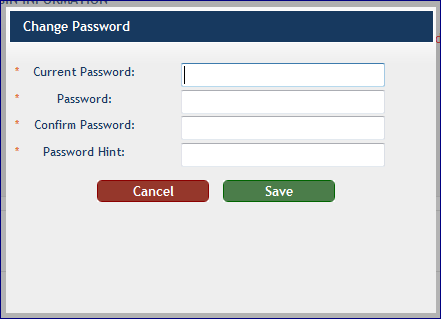 Change Password
* Current Password:
* Password:
* Confirm Password:
* Password Hint:
Cancel Save